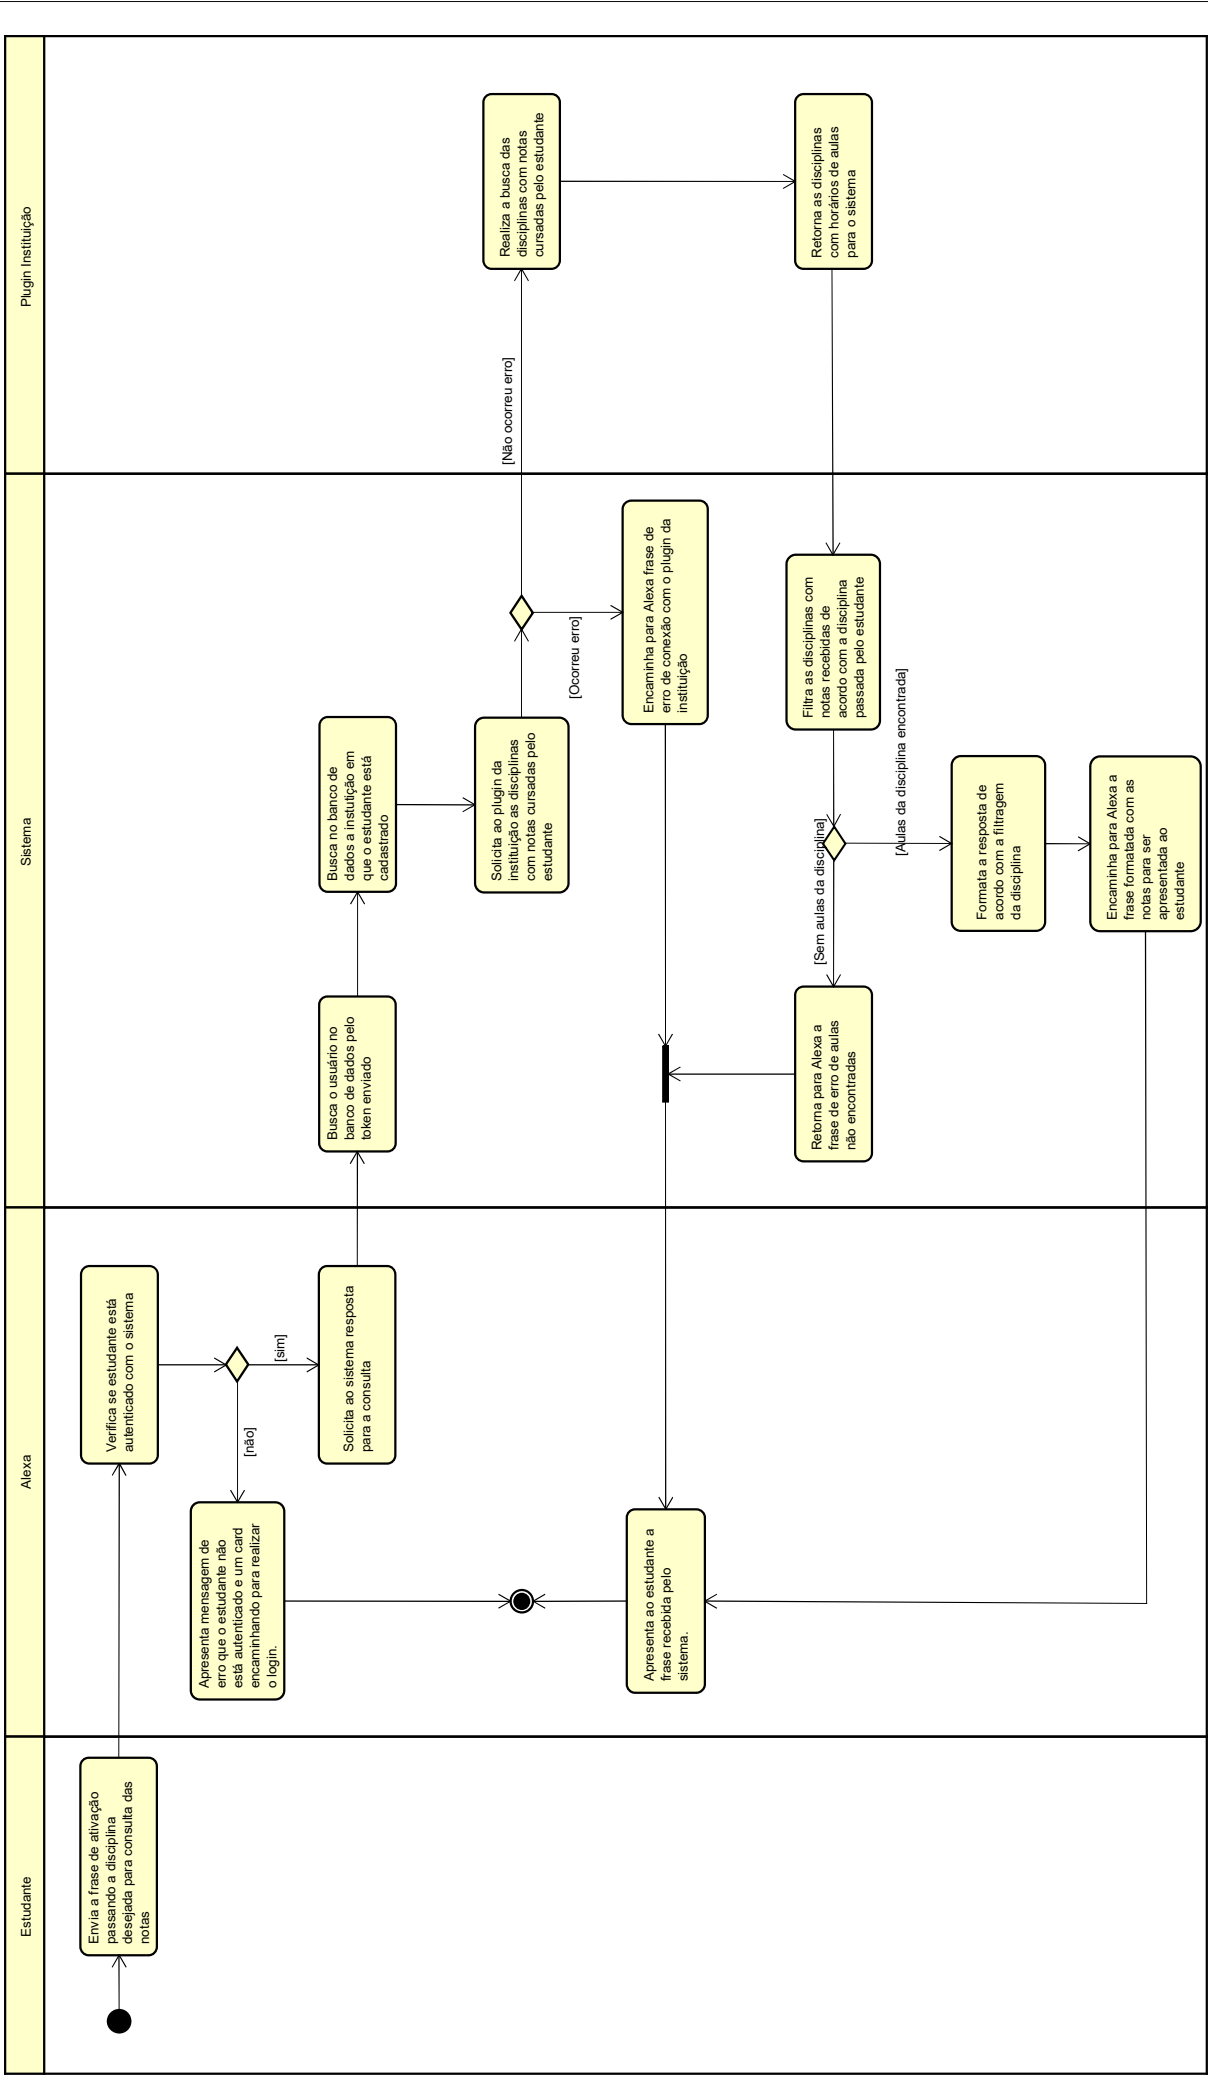 Estudante
Alexa
Sistema
Plugin Instituição
Envia a frase de ativação
passando a disciplina
desejada para consulta das
notas
Verifica se estudante está
autenticado com o sistema
[não]
[sim]
Apresenta mensagem de
erro que o estudante não
está autenticado e um card
encaminhando para realizar
o login.
Solicita ao sistema resposta
para a consulta
Busca o usuário no
banco de dados pelo
token enviado
Busca no banco de
dados a instutição em
que o estudante está
cadastrado
Solicita ao plugin da
instituição as disciplinas
com notas cursadas pelo
estudante
[Não ocorreu erro]
[Ocorreu erro]
Realiza a busca das
disciplinas com notas
cursadas pelo estudante
Encaminha para Alexa frase de
erro de conexão com o plugin da
instituição
Retorna as disciplinas
com horários de aulas
para o sistema
Filtra as disciplinas com
notas recebidas de
acordo com a disciplina
passada pelo estudante
[Sem aulas da disciplina]
[Aulas da disciplina encontrada]
Retorna para Alexa a
frase de erro de aulas
não encontradas
Formata a resposta de
acordo com a filtragem
da disciplina
Encaminha para Alexa a
frase formatada com as
notas para ser
apresentada ao
estudante
Apresenta ao estudante a
frase recebida pelo
sistema.